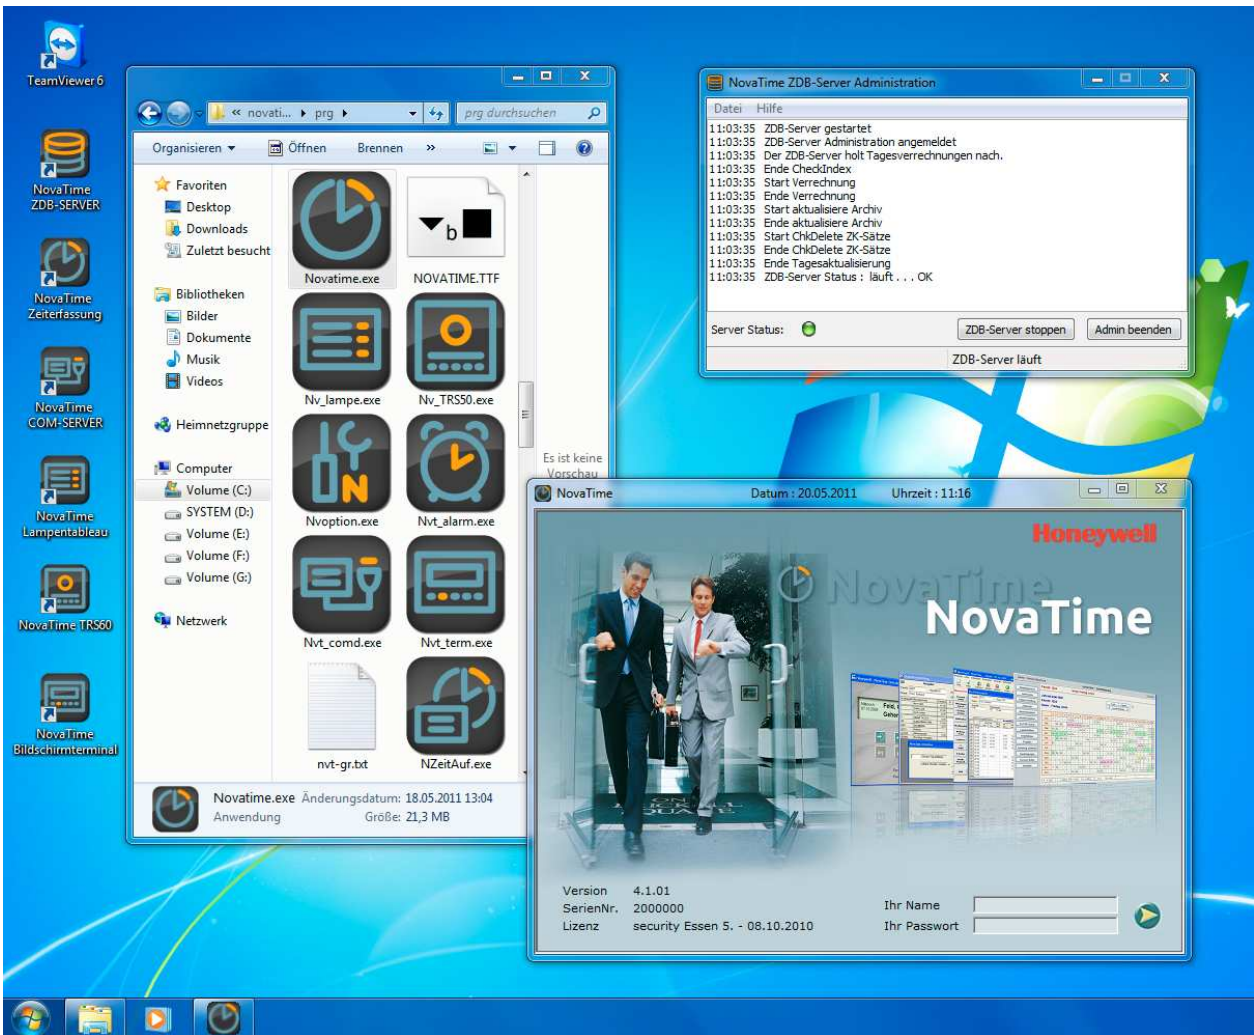 TeamViewer 6
NovaTime
ZDB-SERVER
NovaTime
Zeiterfassung
NovaTime
COM-SERVER
NovaTime
Lampentableau
NovaTime TRS60
NovaTime
Bildschirmterminal
« novati... prg
prg durchsuchen
Organisieren
Öffnen
Brennen
»
Favoriten
Desktop
Downloads
Zuletzt besucht
Bibliotheken
Bilder
Dokumente
Musik
Videos
Heimnetzgruppe
Computer
Volume (C:)
SYSTEM (D:)
Volume (E:)
Volume (F:)
Volume (G:)
Netzwerk
b
Novatime.exe
NOVATIME.TTF
Nv_lampe.exe
Nv_TRS50.exe
N
Nvoption.exe
Nvt_alarm.exe
Nvt_comd.exe
Nvt_term.exe
nvt-gr.txt
NZeitAuf.exe
Es ist keine
Vorschau
Novatime.exe Änderungsdatum: 18.05.2011 13:04
Anwendung Größe: 21,3 MB
NovaTime ZDB-Server Administration
Datei Hilfe
11:03:35 ZDB-Server gestartet
11:03:35 ZDB-Server Administration angemeldet
11:03:35 Der ZDB-Server holt Tagesverrechnungen nach.
11:03:35 Ende CheckIndex
11:03:35 Start Verrechnung
11:03:35 Ende Verrechnung
11:03:35 Start aktualisiere Archiv
11:03:35 Ende aktualisiere Archiv
11:03:35 Start ChkDelete ZK-Sätze
11:03:35 Ende ChkDelete ZK-Sätze
11:03:35 Ende Tagesaktualisierung
11:03:35 ZDB-Server Status : läuft . . . OK
Server Status:
ZDB-Server stoppen
Admin beenden
ZDB-Server läuft
NovaTime Datum : 20.05.2011 Uhrzeit : 11:16
Honeywell
NovaTime
NovaTime
Version 4.1.01
SerienNr. 2000000
Lizenz security Essen 5. - 08.10.2010
Ihr Name
Ihr Passwort